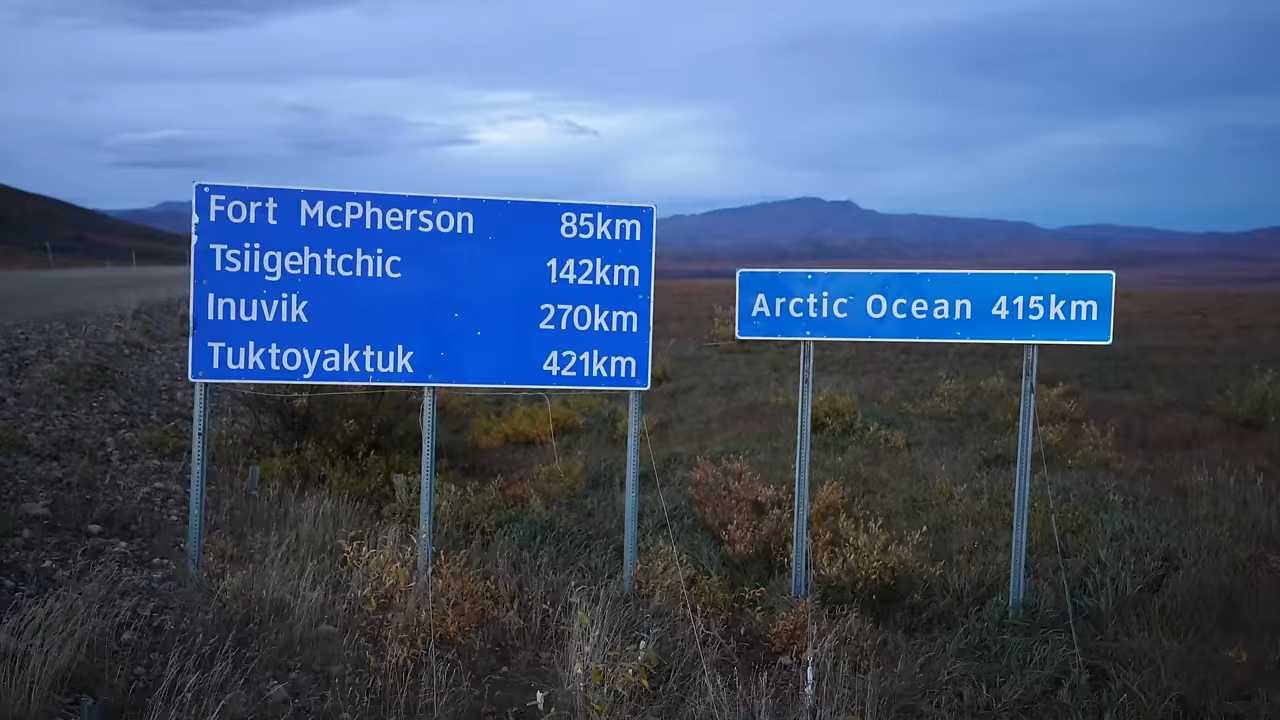 Fort McPherson 85km
Tsiigehtchic 142km
Inuvik 270km
Tuktoyaktuk 421km
Arctic Ocean 415km